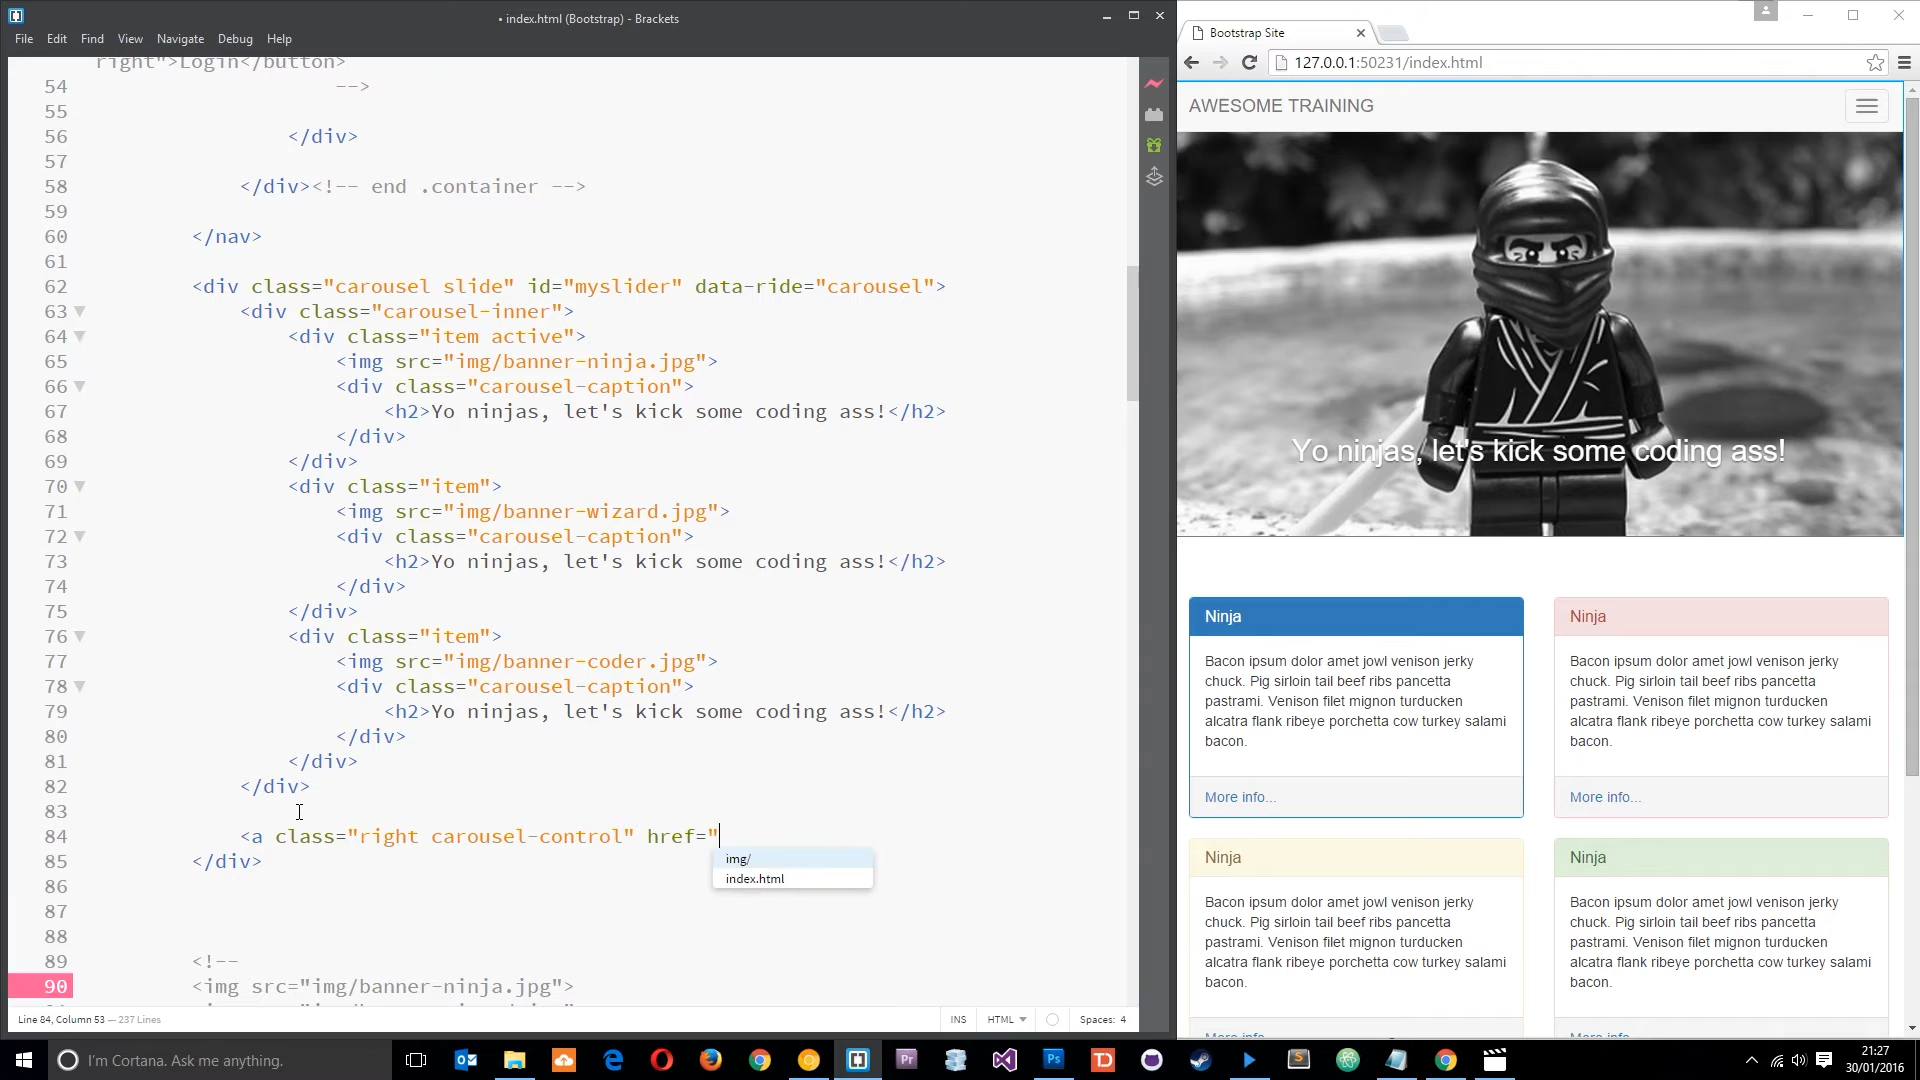 • index.html (Bootstrap) - Brackets
File Edit Find View Navigate Debug Help
right">Login</button>
54 -->
55
56 </div>
57
58 </div><!-- end .container -->
59
60 </nav>
61
62 <div class="carousel slide" id="myslider" data-ride="carousel">
63 <div class="carousel-inner">
64 <div class="item active">
65 <img src="img/banner-ninja.jpg">
66 <div class="carousel-caption">
67 <h2>Yo ninjas, let's kick some coding ass!</h2>
68 </div>
69 </div>
70 <div class="item">
71 <img src="img/banner-wizard.jpg">
72 <div class="carousel-caption">
73 <h2>Yo ninjas, let's kick some coding ass!</h2>
74 </div>
75 </div>
76 <div class="item">
77 <img src="img/banner-coder.jpg">
78 <div class="carousel-caption">
79 <h2>Yo ninjas, let's kick some coding ass!</h2>
80 </div>
81 </div>
82 </div>
83
84 <a class="right carousel-control" href="
img/
index.html
85 </div>
86
87
88
89 <!--
90 <img src="img/banner-ninja.jpg">
Line 84, Column 53 — 237 Lines
INS HTML Spaces: 4
Bootstrap Site
127.0.0.1:50231/index.html
AWESOME TRAINING
Yo ninjas, let's kick some coding ass!
Ninja
Bacon ipsum dolor amet jowl venison jerky
chuck. Pig sirloin tail beef ribs pancetta
pastrami. Venison filet mignon turducken
alcatra flank ribeye porchetta cow turkey salami
bacon.
More info...
Ninja
Bacon ipsum dolor amet jowl venison jerky
chuck. Pig sirloin tail beef ribs pancetta
pastrami. Venison filet mignon turducken
alcatra flank ribeye porchetta cow turkey salami
bacon.
More info...
Ninja
Bacon ipsum dolor amet jowl venison jerky
chuck. Pig sirloin tail beef ribs pancetta
pastrami. Venison filet mignon turducken
alcatra flank ribeye porchetta cow turkey salami
bacon.
Ninja
Bacon ipsum dolor amet jowl venison jerky
chuck. Pig sirloin tail beef ribs pancetta
pastrami. Venison filet mignon turducken
alcatra flank ribeye porchetta cow turkey salami
bacon.
I'm Cortana. Ask me anything.
Pr
Ps
S
21:27
30/01/2016